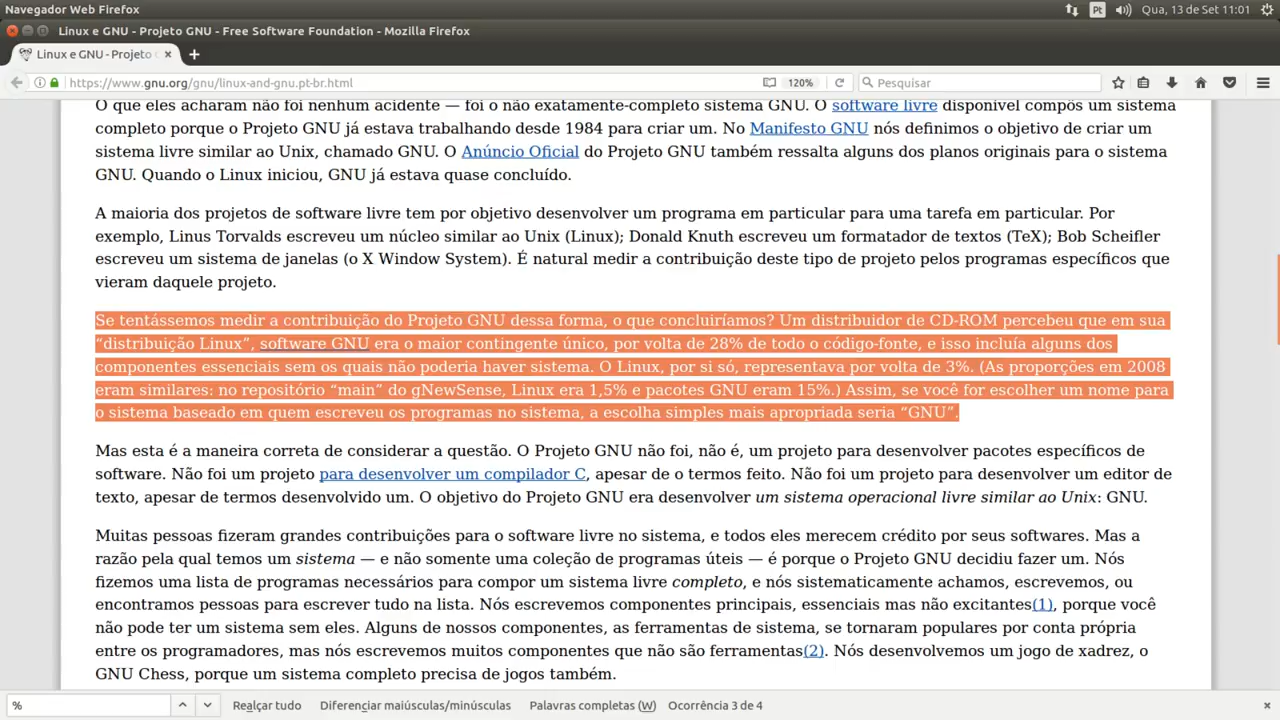 Navegador Web Firefox
Pt
Qua, 13 de Set 11:01
Linux e GNU - Projeto GNU - Free Software Foundation - Mozilla Firefox
Linux e GNU - Projeto
https://www.gnu.org/gnu/linux-and-gnu.pt-br.html
120%
Pesquisar
O que eles acharam não foi nenhum acidente — foi o não exatamente-completo sistema GNU. O software livre disponível compôs um sistema
completo porque o Projeto GNU já estava trabalhando desde 1984 para criar um. No Manifesto GNU nós definimos o objetivo de criar um
sistema livre similar ao Unix, chamado GNU. O Anúncio Oficial do Projeto GNU também ressalta alguns dos planos originais para o sistema
GNU. Quando o Linux iniciou, GNU já estava quase concluído.
A maioria dos projetos de software livre tem por objetivo desenvolver um programa em particular para uma tarefa em particular. Por
exemplo, Linus Torvalds escreveu um núcleo similar ao Unix (Linux); Donald Knuth escreveu um formatador de textos (TeX); Bob Scheifler
escreveu um sistema de janelas (o X Window System). É natural medir a contribuição deste tipo de projeto pelos programas específicos que
vieram daquele projeto.
Se tentássemos medir a contribuição do Projeto GNU dessa forma, o que concluiríamos? Um distribuidor de CD-ROM percebeu que em sua
“distribuição Linux”, software GNU era o maior contingente único, por volta de 28% de todo o código-fonte, e isso incluía alguns dos
componentes essenciais sem os quais não poderia haver sistema. O Linux, por si só, representava por volta de 3%. (As proporções em 2008
eram similares: no repositório “main” do gNewSense, Linux era 1,5% e pacotes GNU eram 15%.) Assim, se você for escolher um nome para
o sistema baseado em quem escreveu os programas no sistema, a escolha simples mais apropriada seria “GNU”.
Mas esta é a maneira correta de considerar a questão. O Projeto GNU não foi, não é, um projeto para desenvolver pacotes específicos de
software. Não foi um projeto para desenvolver um compilador C, apesar de o termos feito. Não foi um projeto para desenvolver um editor de
texto, apesar de termos desenvolvido um. O objetivo do Projeto GNU era desenvolver um sistema operacional livre similar ao Unix: GNU.
Muitas pessoas fizeram grandes contribuições para o software livre no sistema, e todos eles merecem crédito por seus softwares. Mas a
razão pela qual temos um sistema — e não somente uma coleção de programas úteis — é porque o Projeto GNU decidiu fazer um. Nós
fizemos uma lista de programas necessários para compor um sistema livre completo, e nós sistematicamente achamos, escrevemos, ou
encontramos pessoas para escrever tudo na lista. Nós escrevemos componentes principais, essenciais mas não excitantes(1), porque você
não pode ter um sistema sem eles. Alguns de nossos componentes, as ferramentas de sistema, se tornaram populares por conta própria
entre os programadores, mas nós escrevemos muitos componentes que não são ferramentas(2). Nós desenvolvemos um jogo de xadrez, o
GNU Chess, porque um sistema completo precisa de jogos também.
%
Realçar tudo
Diferenciar maiúsculas/minúsculas
Palavras completas (W)
Ocorrência 3 de 4